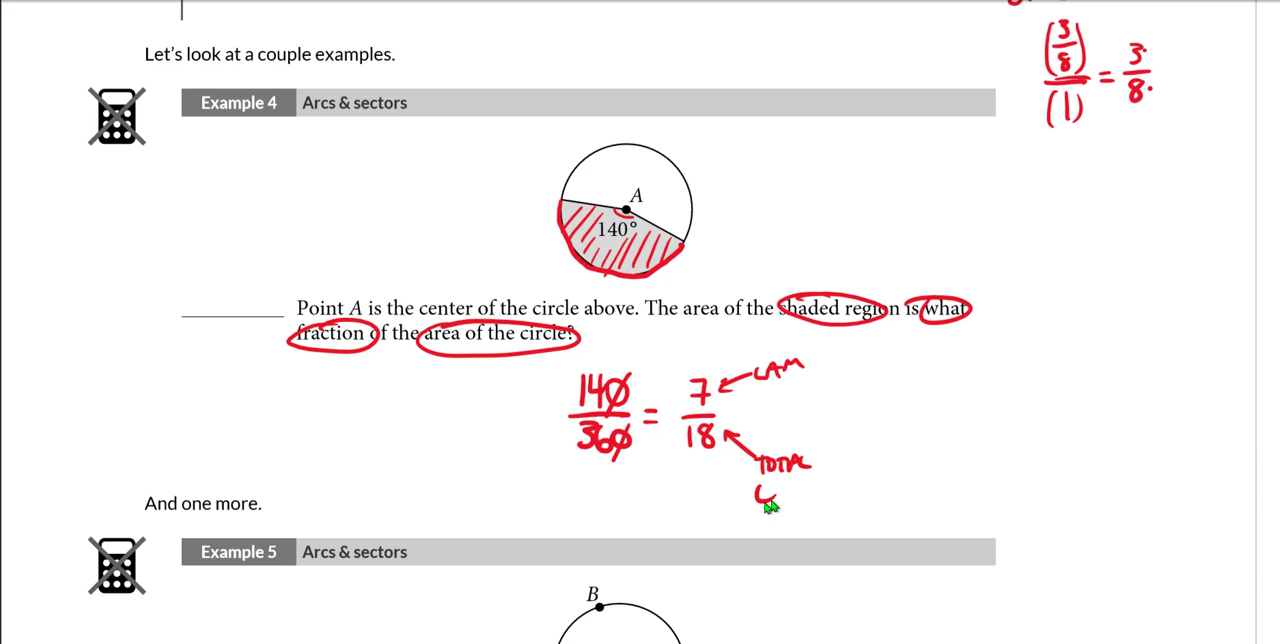 (3/8)/(1) = 3/8
Let's look at a couple examples.
Example 4 Arcs & sectors
A
140°
Point A is the center of the circle above. The area of the shaded region is what
fraction of the area of the circle?
140/360 = 7/18
CAM
TOTAL
And one more.
Example 5 Arcs & sectors
B